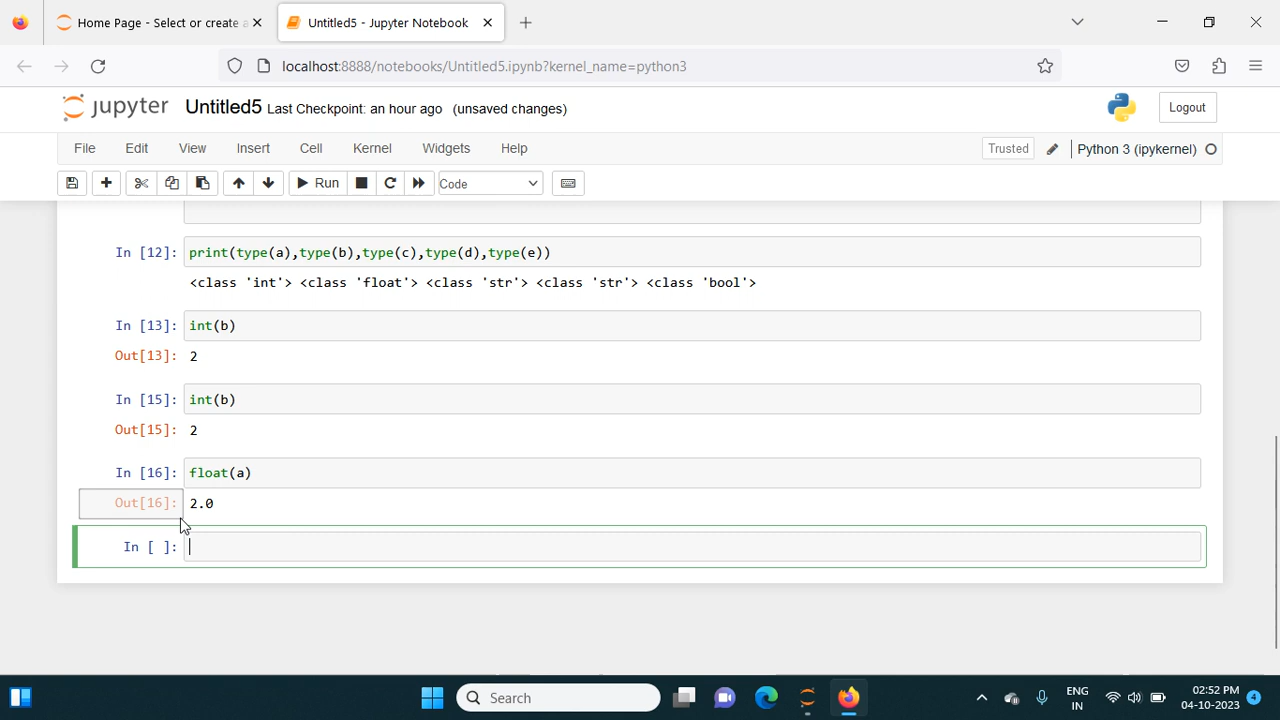 Home Page - Select or create a
Untitled5 - Jupyter Notebook
localhost:8888/notebooks/Untitled5.ipynb?kernel_name=python3
jupyter Untitled5 Last Checkpoint: an hour ago (unsaved changes)
Logout
File Edit View Insert Cell Kernel Widgets Help
Trusted Python 3 (ipykernel)
Run Code
In [12]: print(type(a),type(b),type(c),type(d),type(e))
<class 'int'> <class 'float'> <class 'str'> <class 'str'> <class 'bool'>
In [13]: int(b)
Out[13]: 2
In [15]: int(b)
Out[15]: 2
In [16]: float(a)
Out[16]: 2.0
In [ ]:
Search
ENG
IN
02:52 PM
04-10-2023
4